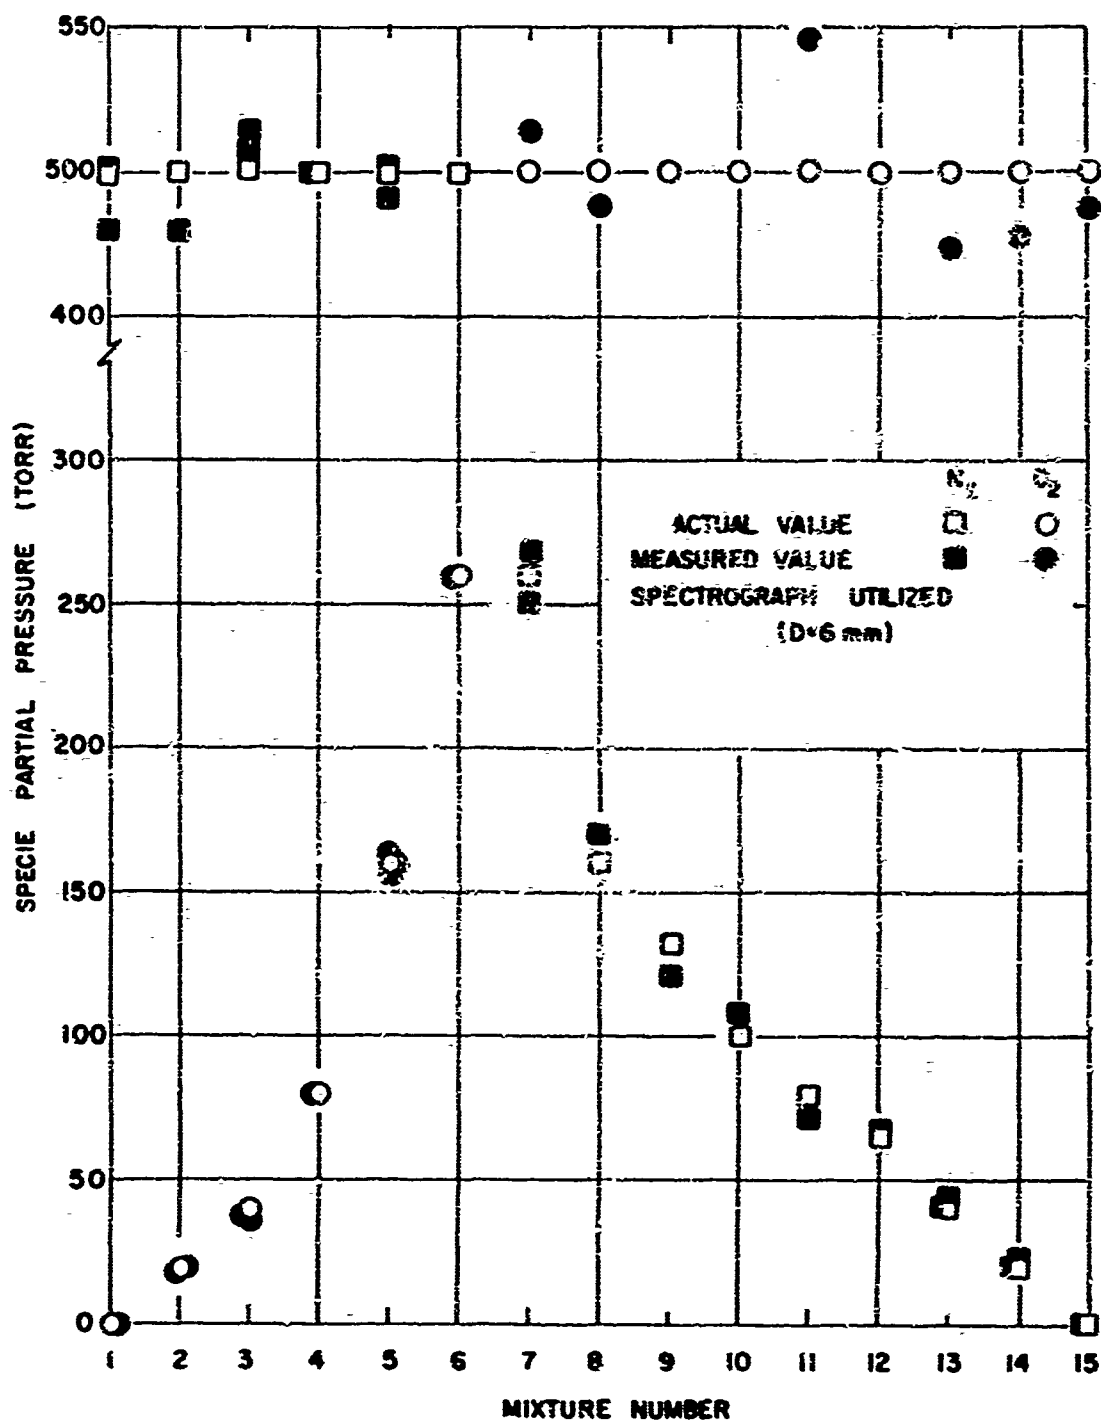 550
500
400
300
250
200
150
100
50
0
SPECIE PARTIAL PRESSURE (TORR)
N₂ O₂
ACTUAL VALUE
MEASURED VALUE
SPECTROGRAPH UTILIZED
(D=6 mm)
1 2 3 4 5 6 7 8 9 10 11 12 13 14 15
MIXTURE NUMBER